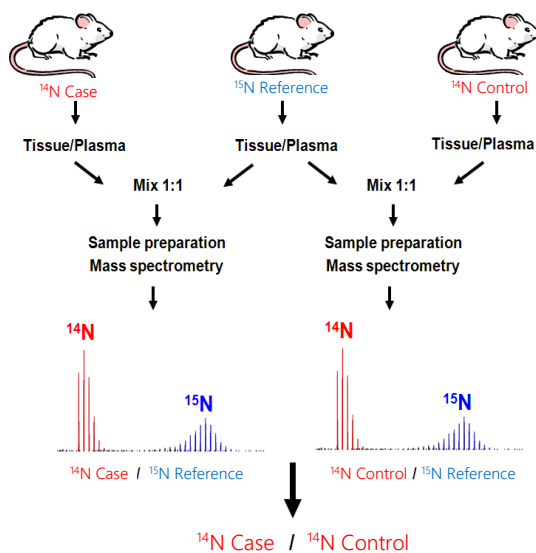 ¹⁴N Case ¹⁵N Reference ¹⁴N Control
Tissue/Plasma Tissue/Plasma Tissue/Plasma
Mix 1:1 Mix 1:1
Sample preparation Sample preparation
Mass spectrometry Mass spectrometry
¹⁴N ¹⁴N
¹⁵N ¹⁵N
¹⁴N Case / ¹⁵N Reference ¹⁴N Control / ¹⁵N Reference
¹⁴N Case / ¹⁴N Control